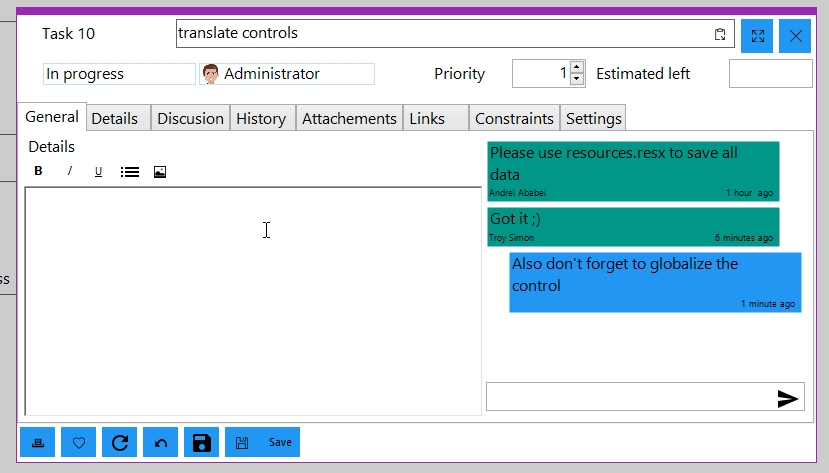 Task 10
translate controls
In progress
Administrator
Priority
1
Estimated left
General
Details
Discusion
History
Attachements
Links
Constraints
Settings
Details
B
I
U
Please use resources.resx to save all
data
Andrei Ababei
1 hour ago
Got it ;)
Troy Simon
6 minutes ago
Also don't forget to globalize the
control
1 minute ago
ss
Save